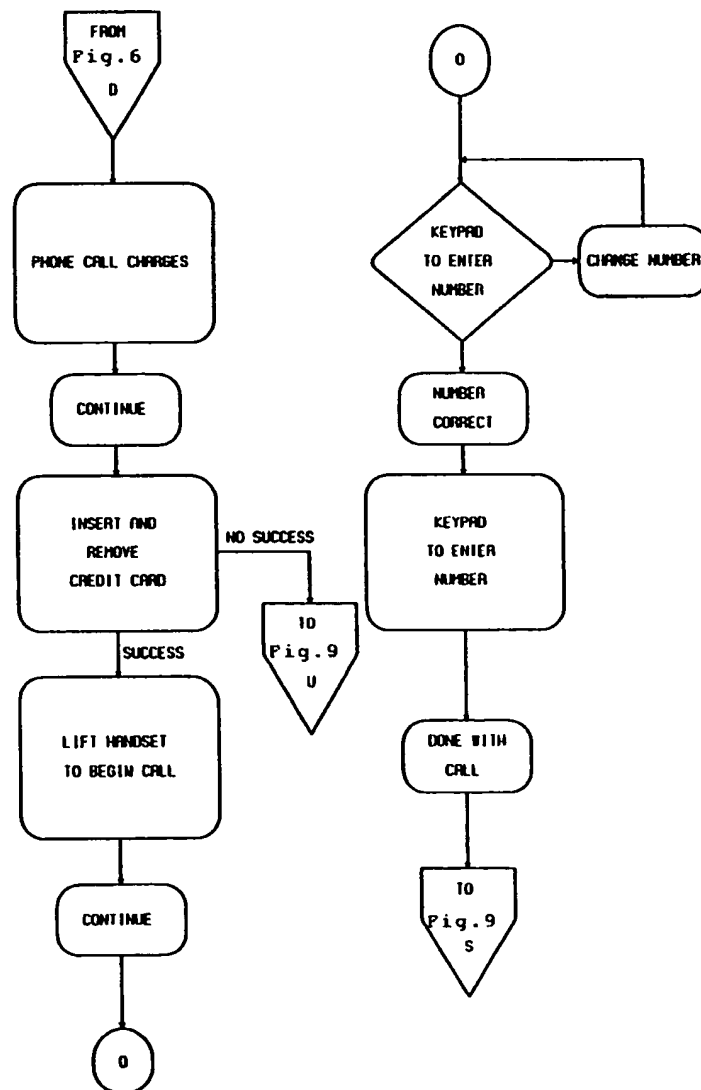 FROM
Fig.6
D
PHONE CALL CHARGES
CONTINUE
INSERT AND
REMOVE
CREDIT CARD
NO SUCCESS
TO
Fig.9
U
SUCCESS
LIFT HANDSET
TO BEGIN CALL
CONTINUE
O
O
KEYPAD
TO ENTER
NUMBER
CHANGE NUMBER
NUMBER
CORRECT
KEYPAD
TO ENTER
NUMBER
DONE WITH
CALL
TO
Fig.9
S